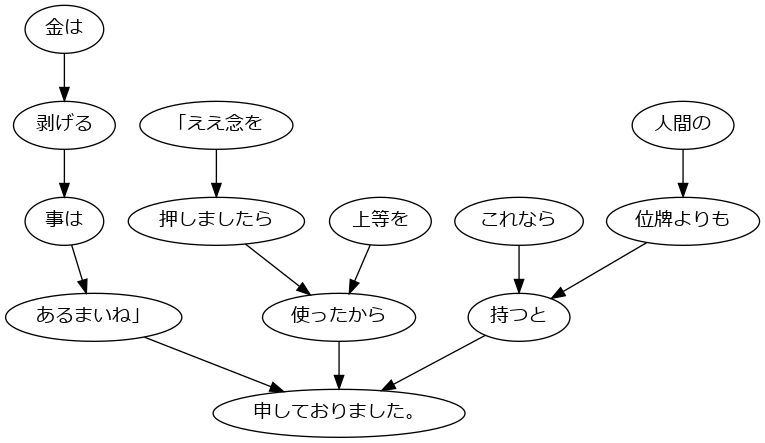 金は
剥げる
「ええ念を
人間の
事は
押しましたら
上等を
これなら
位牌よりも
あるまいね」
使ったから
持つと
申しておりました。